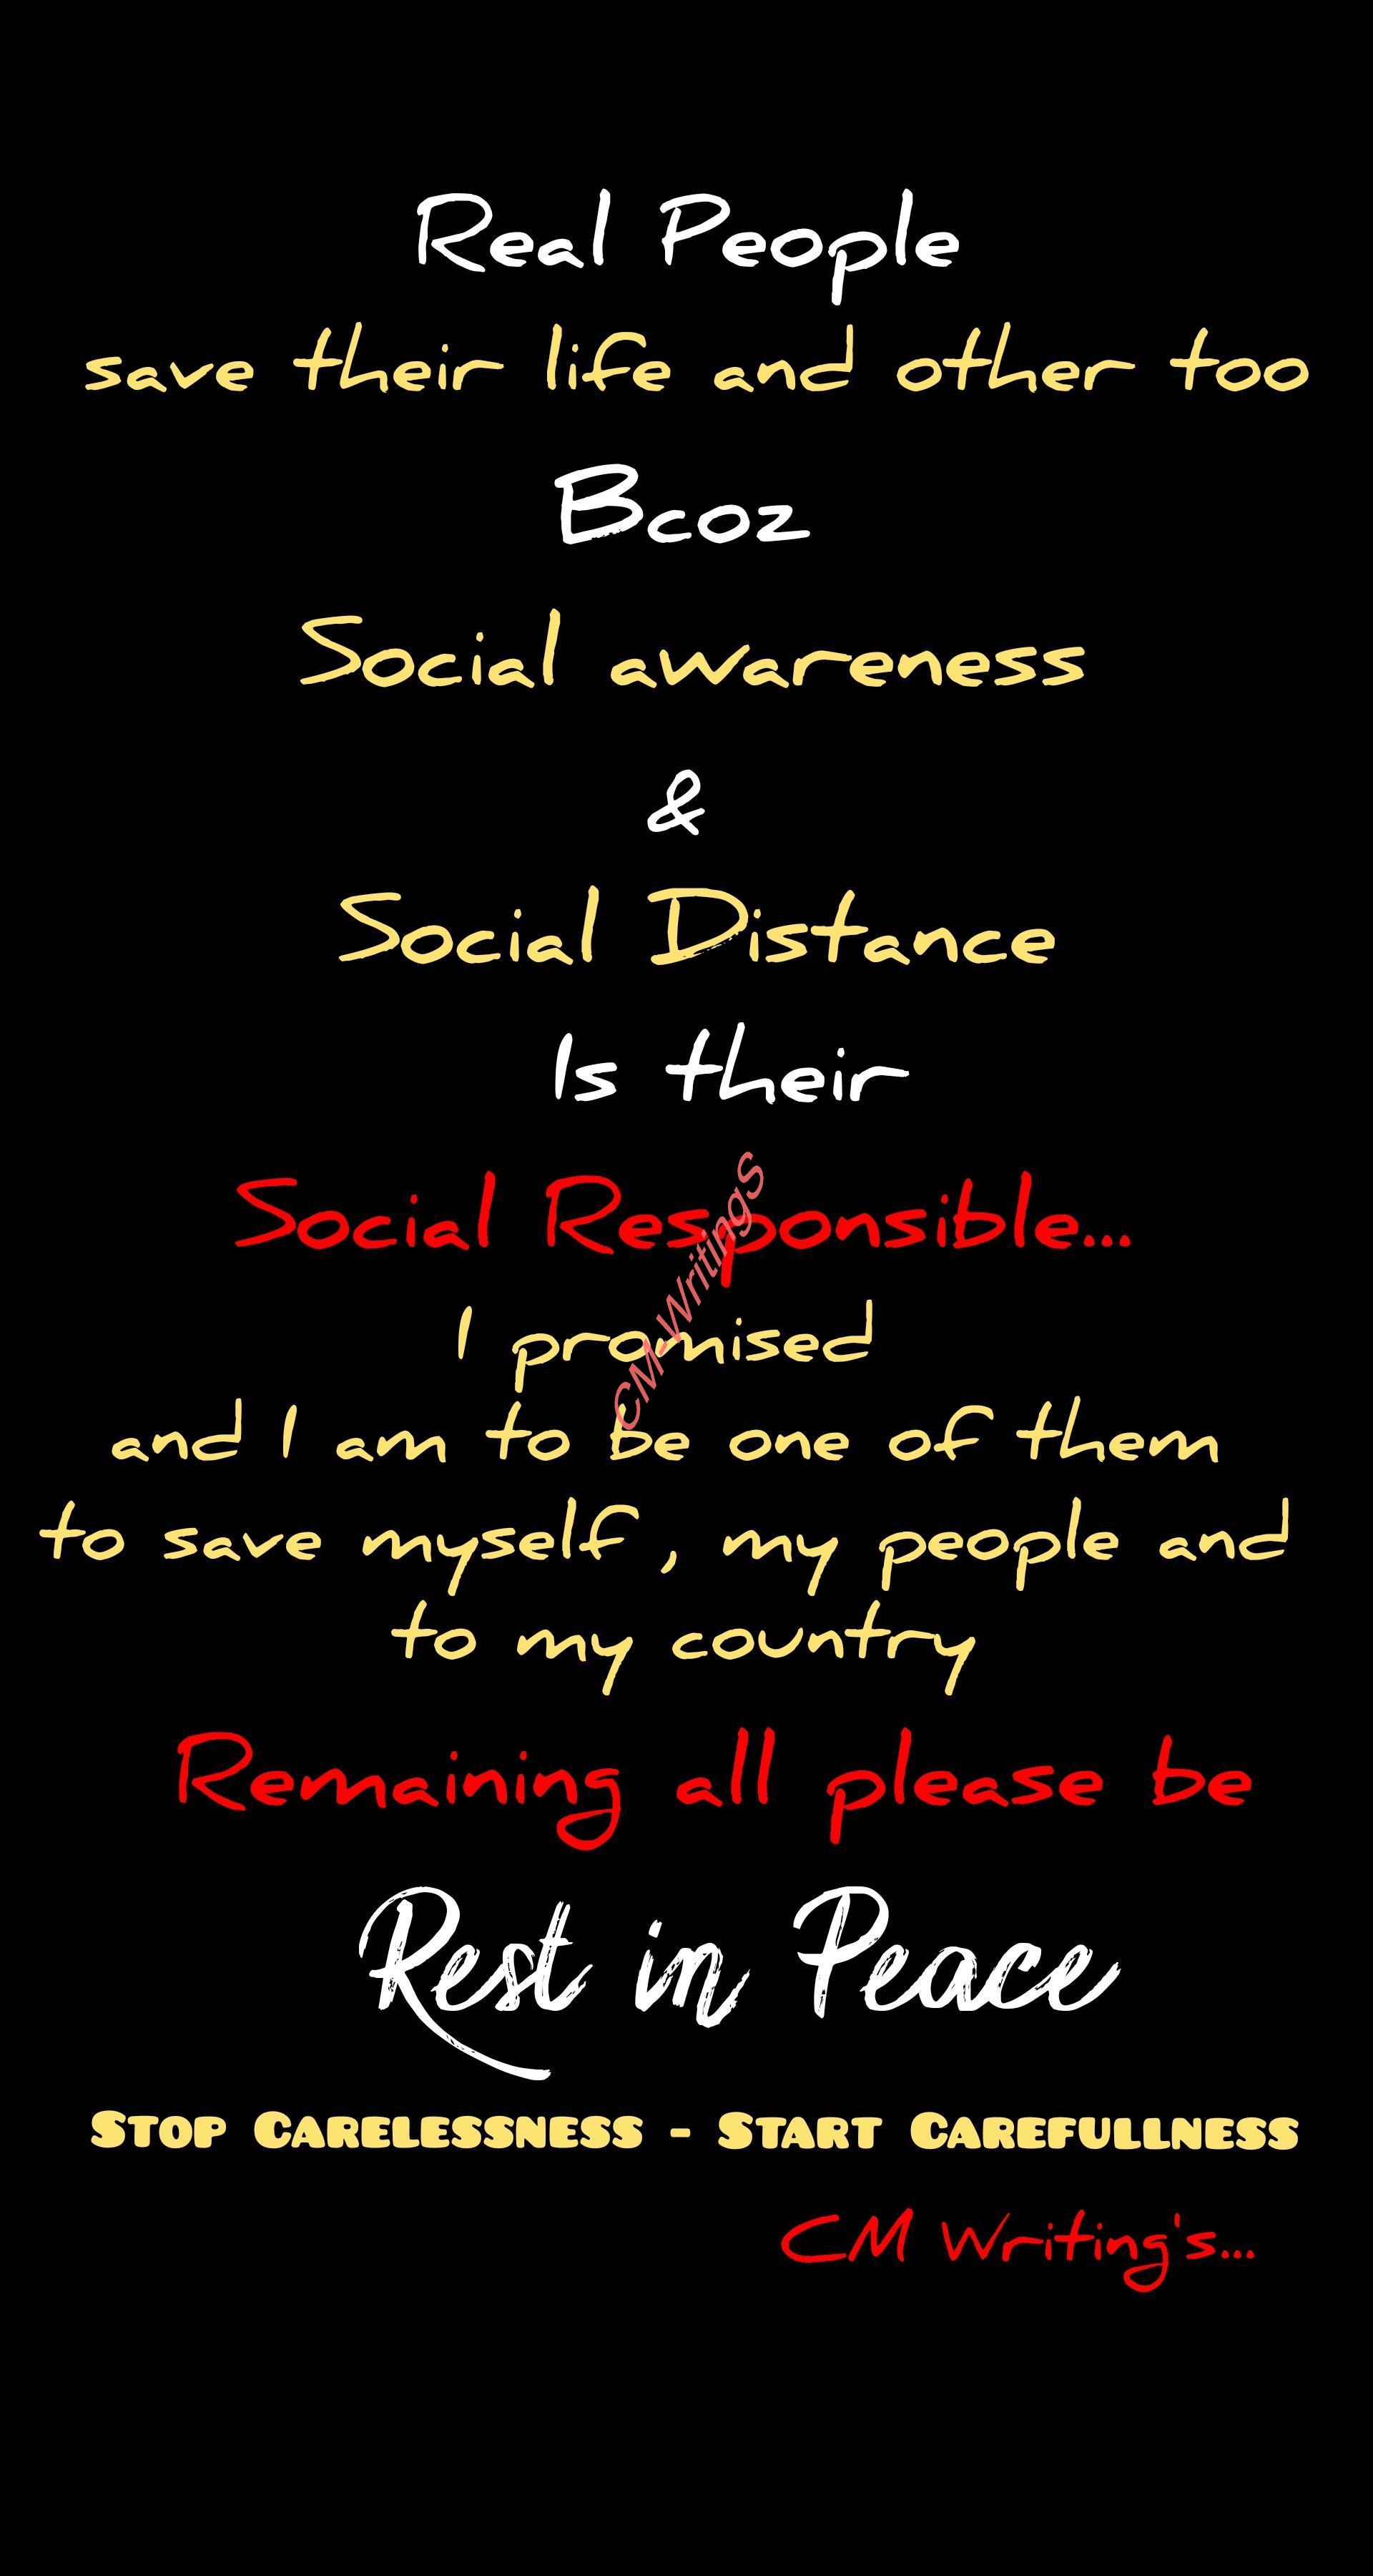 Real People
save their life and other too
Bcoz
Social awareness
&
Social Distance
Is their
Social Responsible...
CM-Writings
I promised
and I am to be one of them
to save myself , my people and
to my country
Remaining all please be
Rest in Peace
Stop Carelessness - Start Carefullness
CM Writing's...